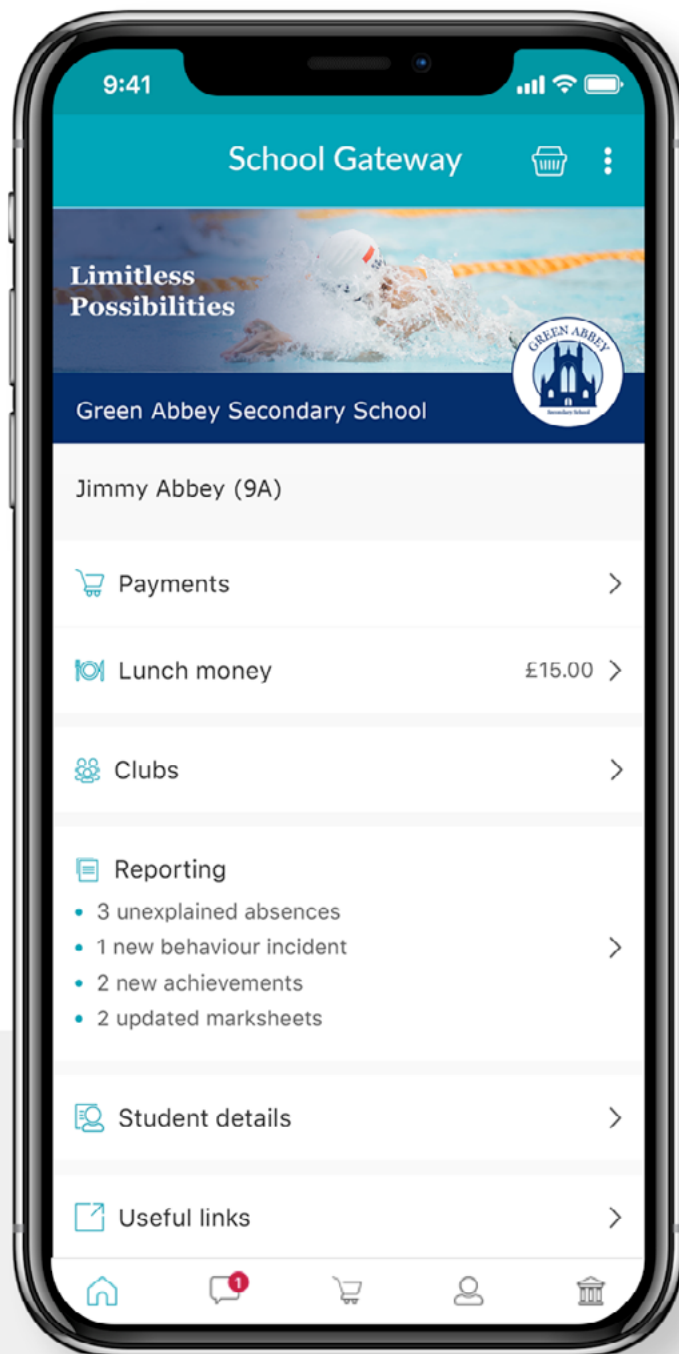 9:41
School Gateway
Limitless
Possibilities
GREEN ABBEY
Secondary School
Green Abbey Secondary School
Jimmy Abbey (9A)
Payments
Lunch money £15.00
Clubs
Reporting
• 3 unexplained absences
• 1 new behaviour incident
• 2 new achievements
• 2 updated marksheets
Student details
Useful links
1